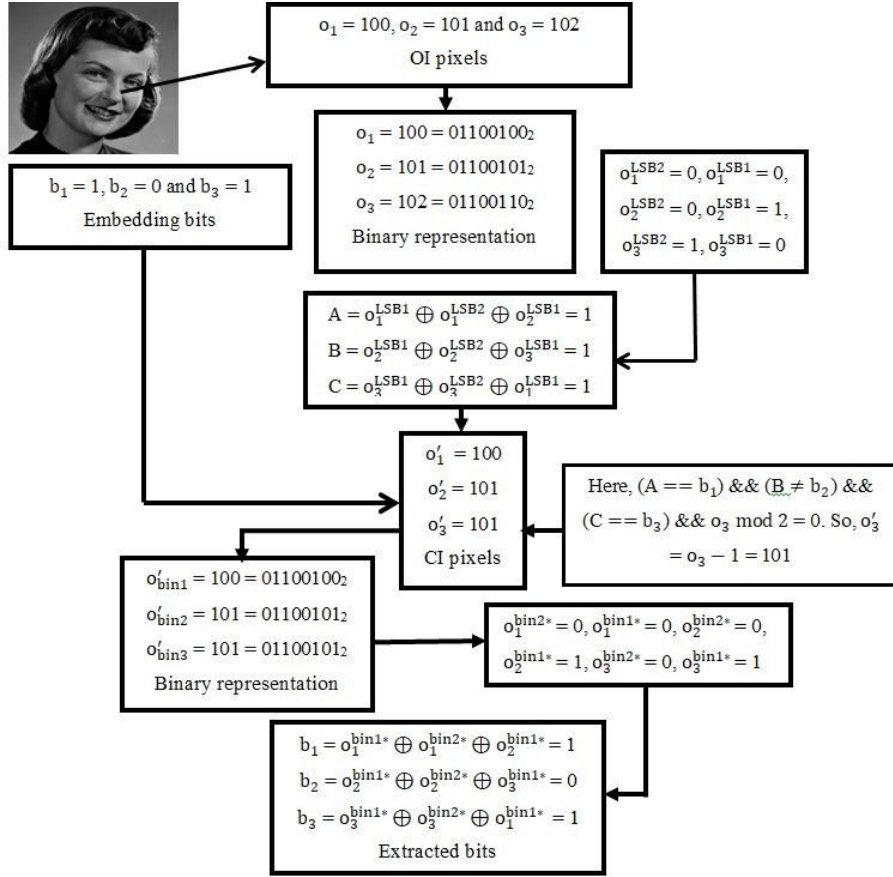 o₁ = 100, o₂ = 101 and o₃ = 102
OI pixels
o₁ = 100 = 01100100₂
o₂ = 101 = 01100101₂
o₃ = 102 = 01100110₂
Binary representation
b₁ = 1, b₂ = 0 and b₃ = 1
Embedding bits
o₁^LSB2 = 0, o₁^LSB1 = 0,
o₂^LSB2 = 0, o₂^LSB1 = 1,
o₃^LSB2 = 1, o₃^LSB1 = 0
A = o₁^LSB1 ⊕ o₁^LSB2 ⊕ o₂^LSB1 = 1
B = o₂^LSB1 ⊕ o₂^LSB2 ⊕ o₃^LSB1 = 1
C = o₃^LSB1 ⊕ o₃^LSB2 ⊕ o₁^LSB1 = 1
o′₁ = 100
o′₂ = 101
o′₃ = 101
CI pixels
Here, (A == b₁) && (B ≠ b₂) &&
(C == b₃) && o₃ mod 2 = 0. So, o′₃
= o₃ − 1 = 101
o′bin1 = 100 = 01100100₂
o′bin2 = 101 = 01100101₂
o′bin3 = 101 = 01100101₂
Binary representation
o₁^bin2* = 0, o₁^bin1* = 0, o₂^bin2* = 0,
o₂^bin1* = 1, o₃^bin2* = 0, o₃^bin1* = 1
b₁ = o₁^bin1* ⊕ o₁^bin2* ⊕ o₂^bin1* = 1
b₂ = o₂^bin1* ⊕ o₂^bin2* ⊕ o₃^bin1* = 0
b₃ = o₃^bin1* ⊕ o₃^bin2* ⊕ o₁^bin1* = 1
Extracted bits